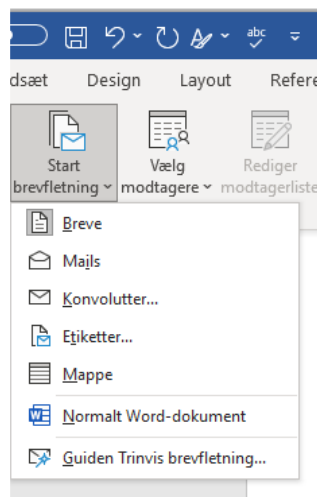 abc
dsæt Design Layout Refere
Start brevfletning Vælg modtagere Rediger modtagerliste
Breve
Mails
Konvolutter...
Etiketter...
Mappe
Normalt Word-dokument
Guiden Trinvis brevfletning...